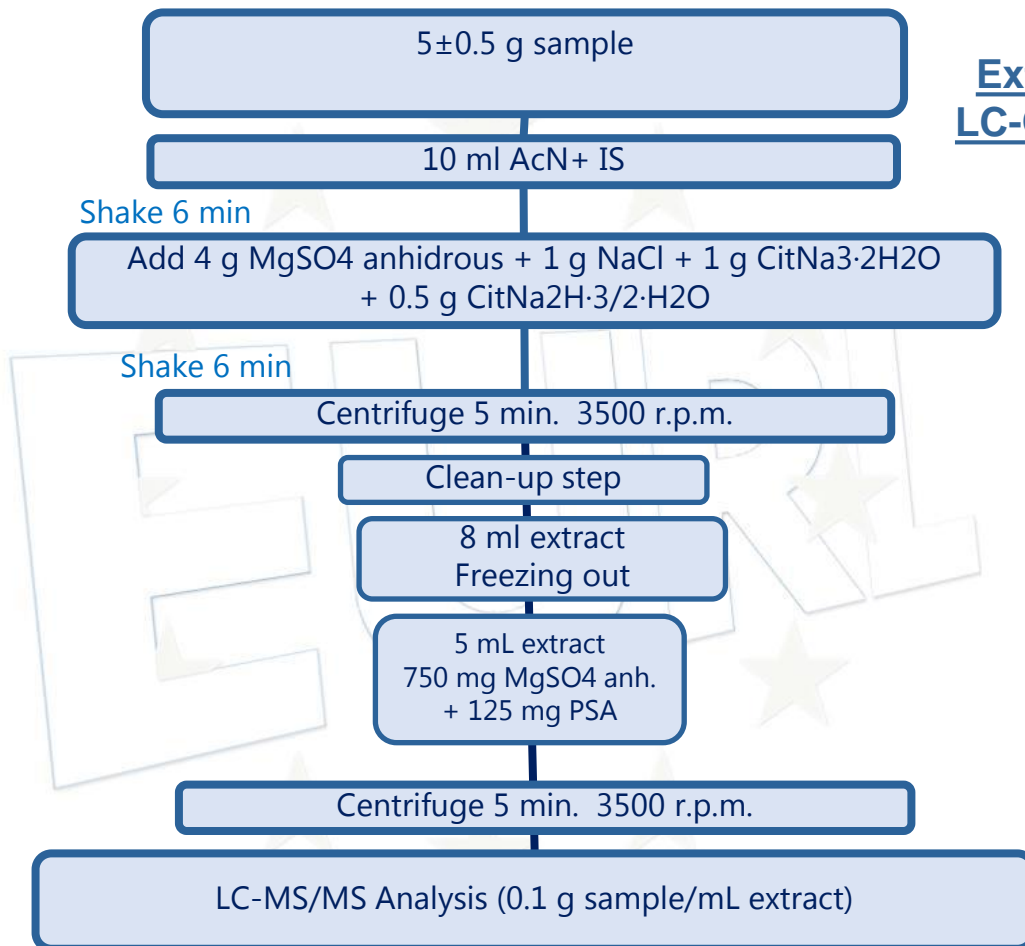 5±0.5 g sample
Ex
LC-
10 ml AcN+ IS
Shake 6 min
Add 4 g MgSO4 anhidrous + 1 g NaCl + 1 g CitNa3·2H2O
+ 0.5 g CitNa2H·3/2·H2O
Shake 6 min
Centrifuge 5 min.  3500 r.p.m.
Clean-up step
8 ml extract
Freezing out
5 mL extract
750 mg MgSO4 anh.
+ 125 mg PSA
Centrifuge 5 min.  3500 r.p.m.
LC-MS/MS Analysis (0.1 g sample/mL extract)
EURL